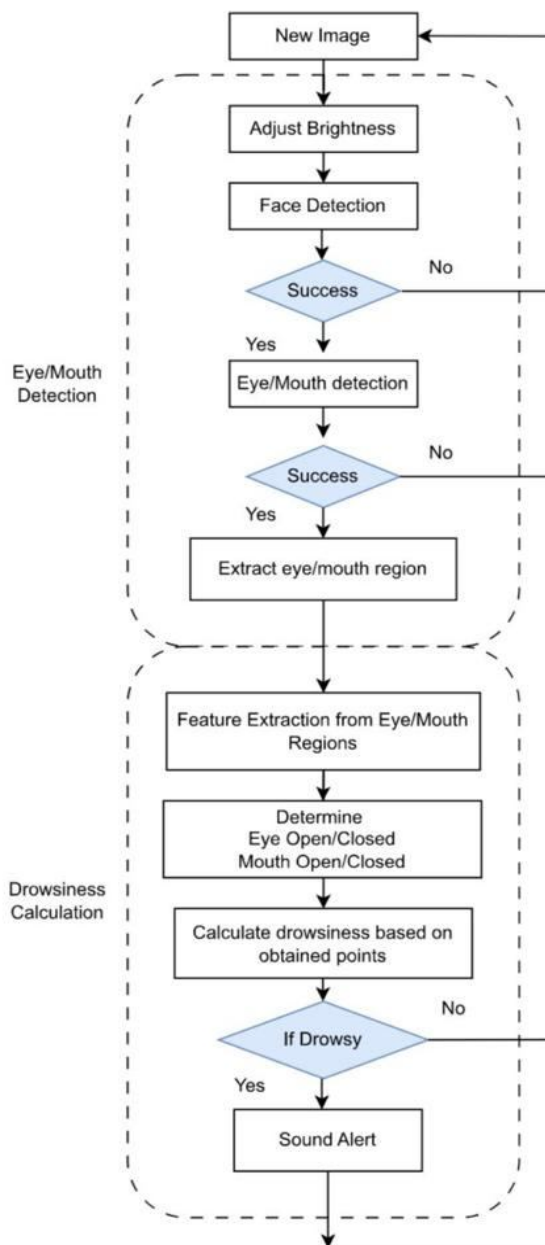 New Image
Adjust Brightness
Face Detection
Success
No
Yes
Eye/Mouth
Detection
Eye/Mouth detection
Success
No
Yes
Extract eye/mouth region
Feature Extraction from Eye/Mouth
Regions
Determine
Eye Open/Closed
Mouth Open/Closed
Drowsiness
Calculation
Calculate drowsiness based on
obtained points
If Drowsy
No
Yes
Sound Alert